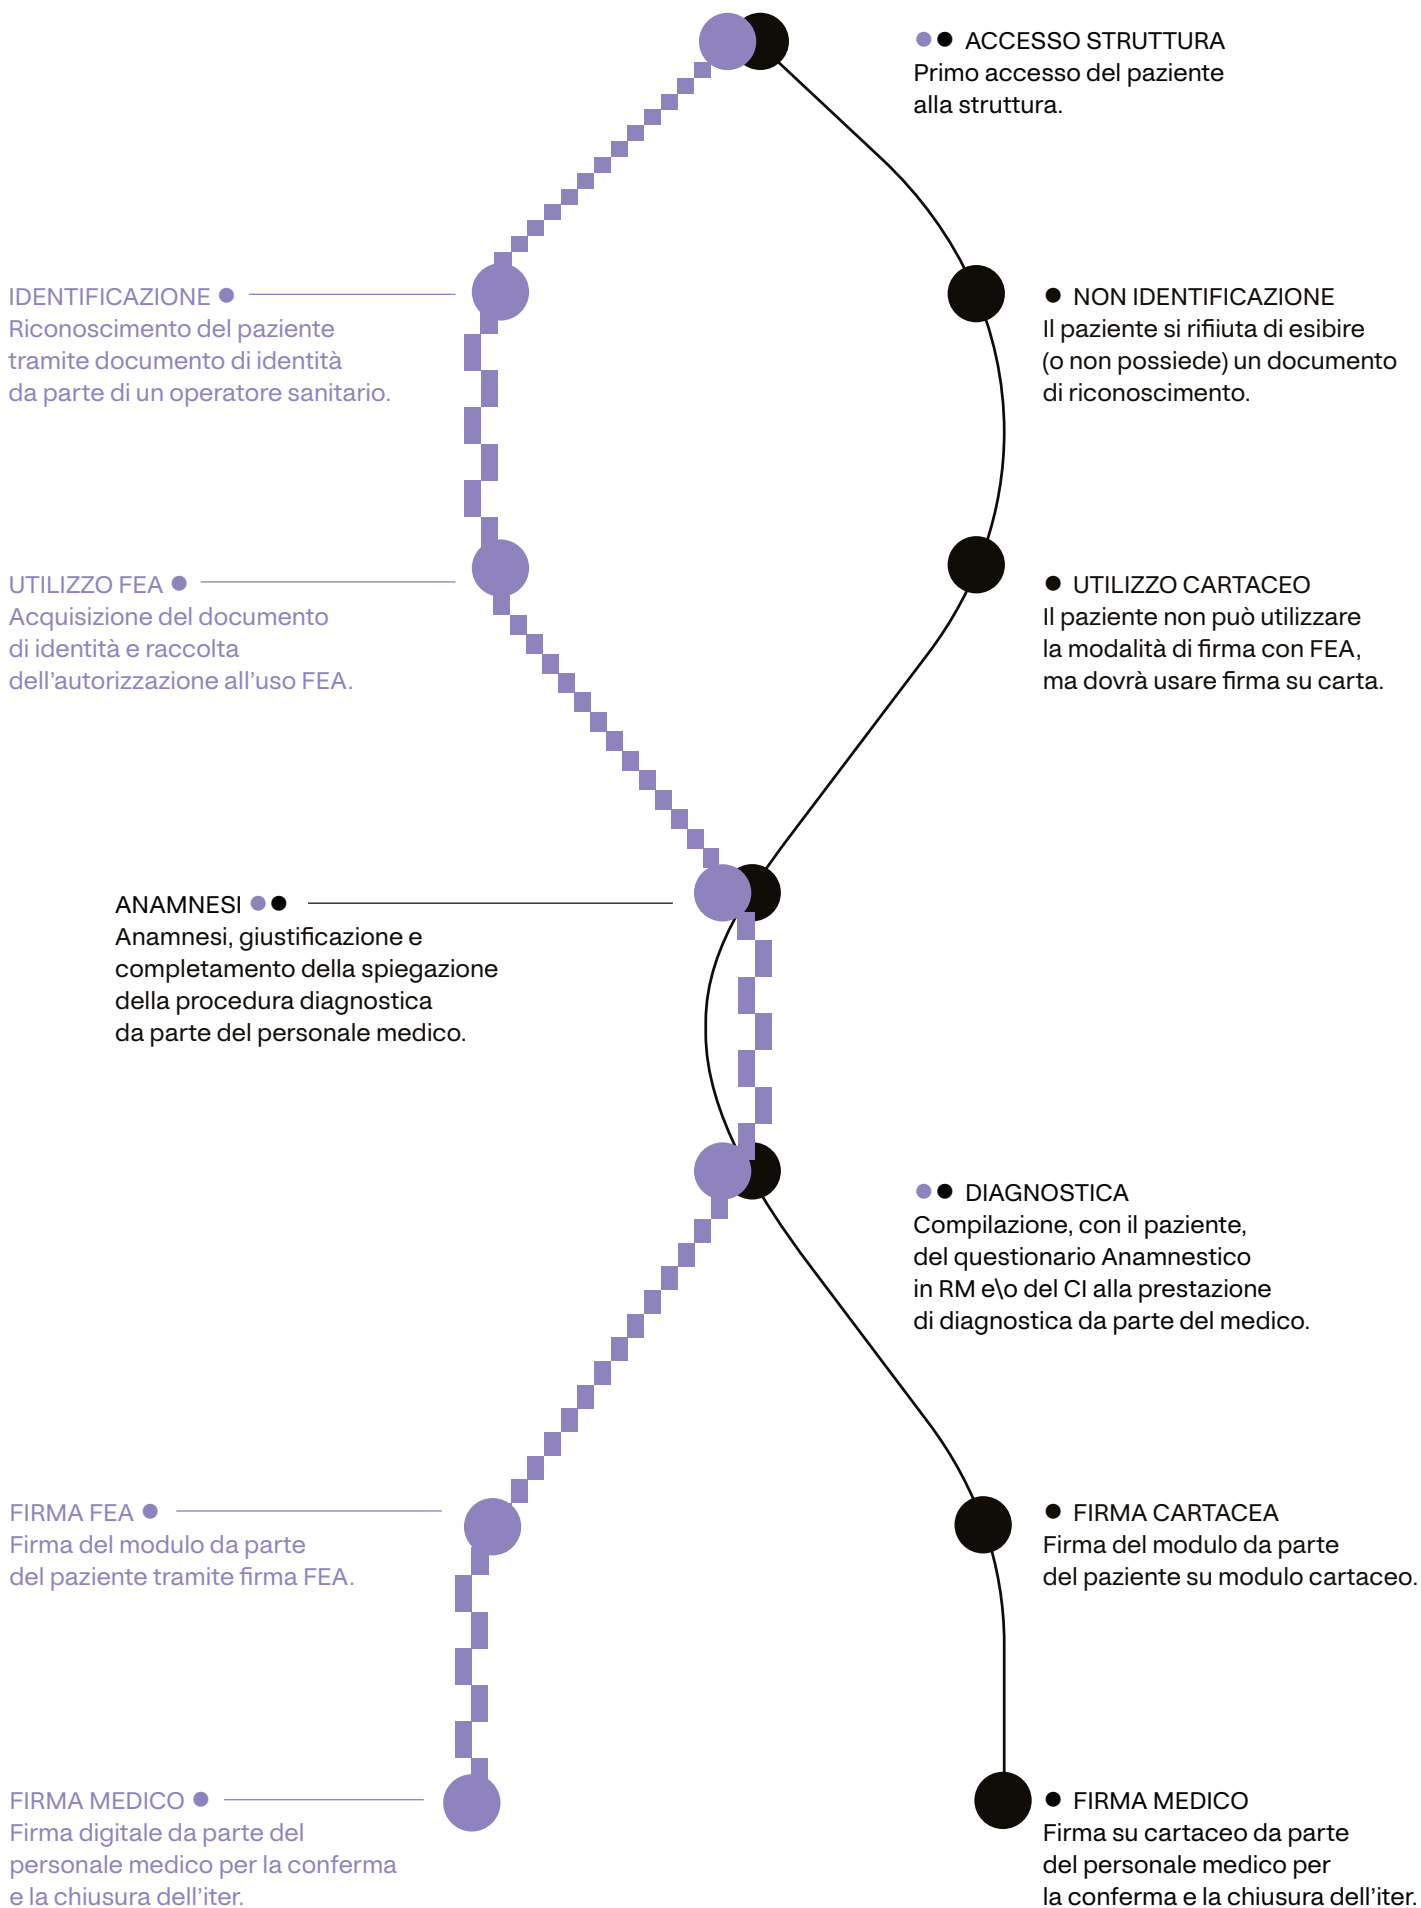 ACCESSO STRUTTURA
Primo accesso del paziente
alla struttura.
IDENTIFICAZIONE
Riconoscimento del paziente
tramite documento di identità
da parte di un operatore sanitario.
NON IDENTIFICAZIONE
Il paziente si rifiiuta di esibire
(o non possiede) un documento
di riconoscimento.
UTILIZZO FEA
Acquisizione del documento
di identità e raccolta
dell'autorizzazione all'uso FEA.
UTILIZZO CARTACEO
Il paziente non può utilizzare
la modalità di firma con FEA,
ma dovrà usare firma su carta.
ANAMNESI
Anamnesi, giustificazione e
completamento della spiegazione
della procedura diagnostica
da parte del personale medico.
DIAGNOSTICA
Compilazione, con il paziente,
del questionario Anamnestico
in RM e\o del CI alla prestazione
di diagnostica da parte del medico.
FIRMA FEA
Firma del modulo da parte
del paziente tramite firma FEA.
FIRMA CARTACEA
Firma del modulo da parte
del paziente su modulo cartaceo.
FIRMA MEDICO
Firma digitale da parte del
personale medico per la conferma
e la chiusura dell'iter.
FIRMA MEDICO
Firma su cartaceo da parte
del personale medico per
la conferma e la chiusura dell'iter.